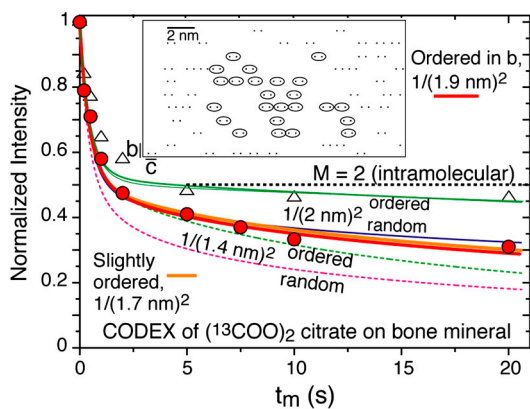 1
0.8
0.6
0.4
0.2
0
Normalized Intensity
2 nm
b
c
Ordered in b,
1/(1.9 nm)²
M = 2 (intramolecular)
ordered
1/(2 nm)²
random
1/(1.4 nm)²
ordered
random
Slightly
ordered,
1/(1.7 nm)²
CODEX of (¹³COO)₂ citrate on bone mineral
0 5 10 15 20
tm (s)